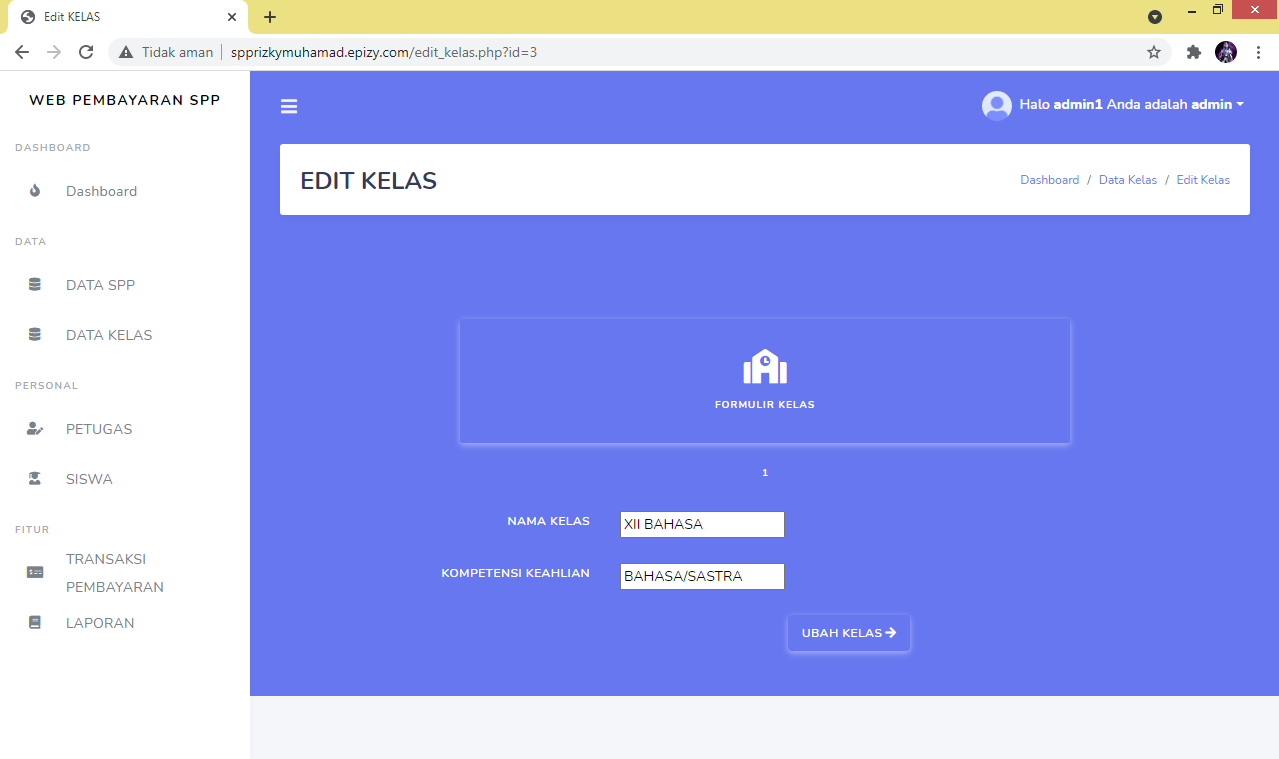 Edit KELAS
Tidak aman
spprizkymuhamad.epizy.com/edit_kelas.php?id=3
WEB PEMBAYARAN SPP
Halo admin1 Anda adalah admin
DASHBOARD
Dashboard
DATA
DATA SPP
DATA KELAS
PERSONAL
PETUGAS
SISWA
FITUR
TRANSAKSI
PEMBAYARAN
LAPORAN
EDIT KELAS
Dashboard / Data Kelas / Edit Kelas
FORMULIR KELAS
1
NAMA KELAS XII BAHASA
KOMPETENSI KEAHLIAN BAHASA/SASTRA
UBAH KELAS